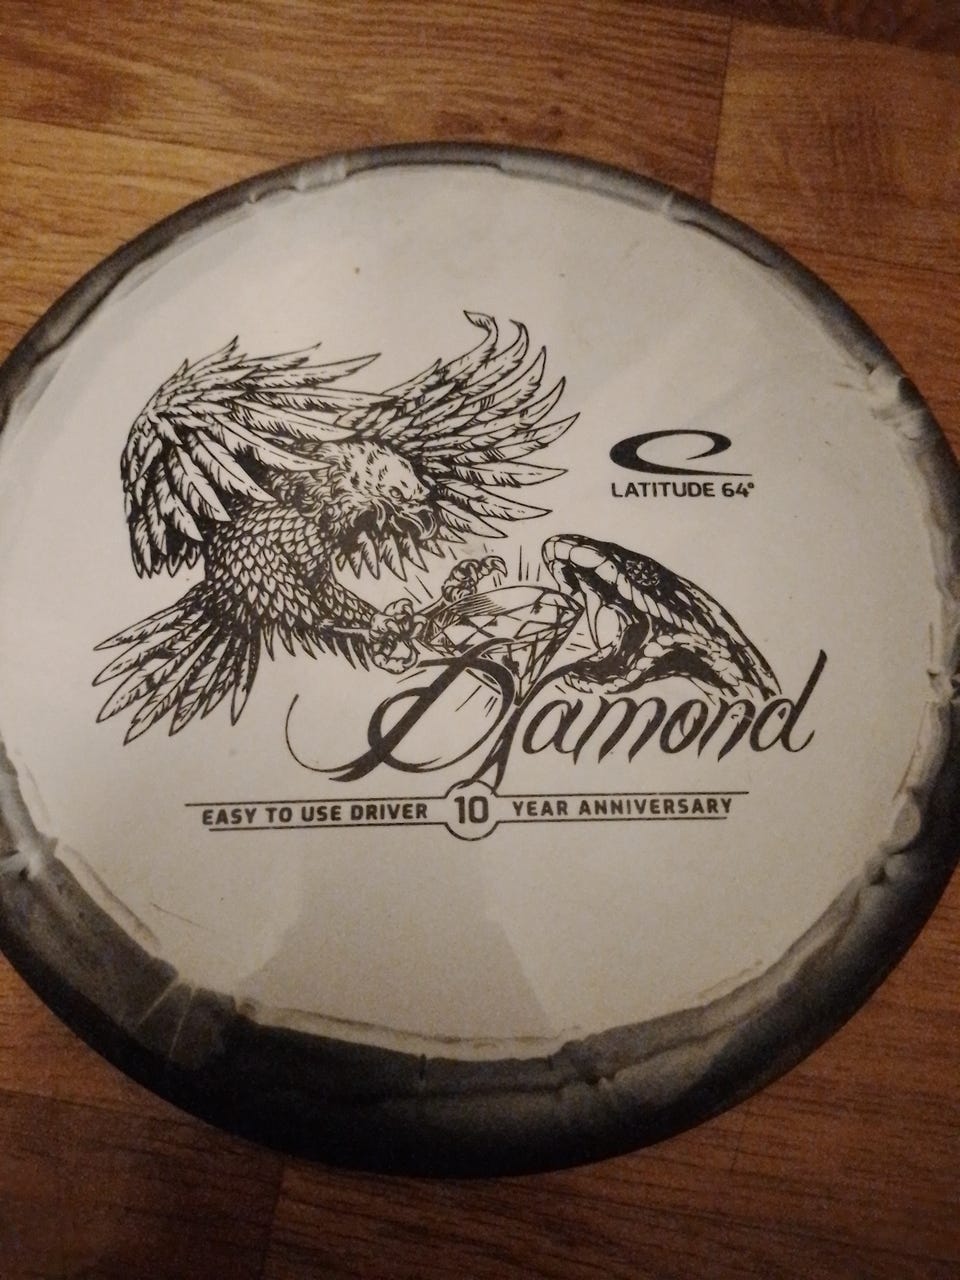 LATITUDE 64°
Diamond
EASY TO USE DRIVER 10 YEAR ANNIVERSARY